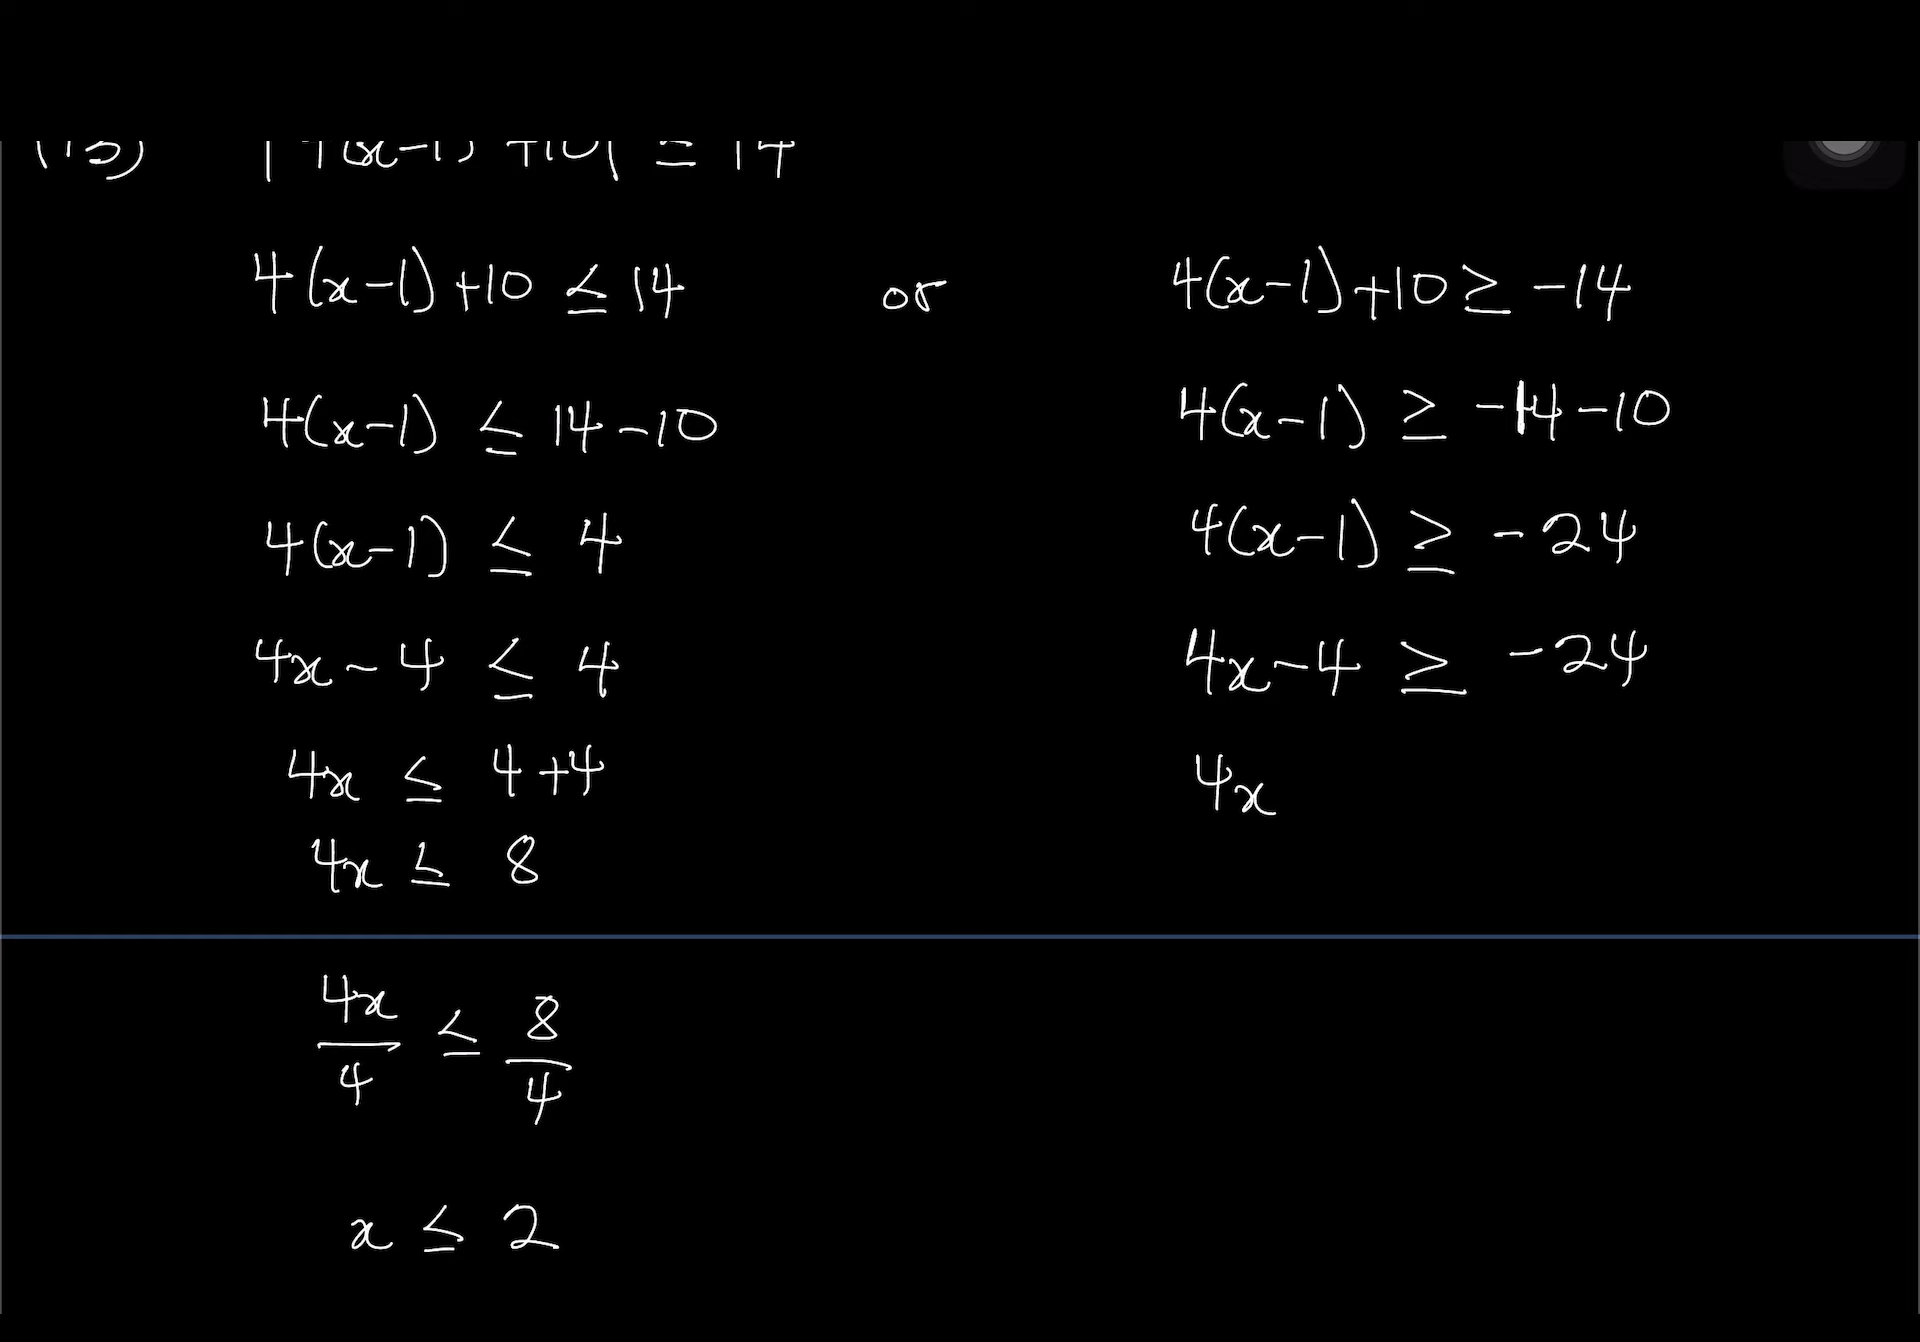 4(x-1)+10 ≤ 14 or 4(x-1)+10 ≥ -14
4(x-1) ≤ 14-10
4(x-1) ≥ -14-10
4(x-1) ≤ 4
4(x-1) ≥ -24
4x-4 ≤ 4
4x-4 ≥ -24
4x ≤ 4+4
4x
4x ≤ 8
4x/4 ≤ 8/4
x ≤ 2